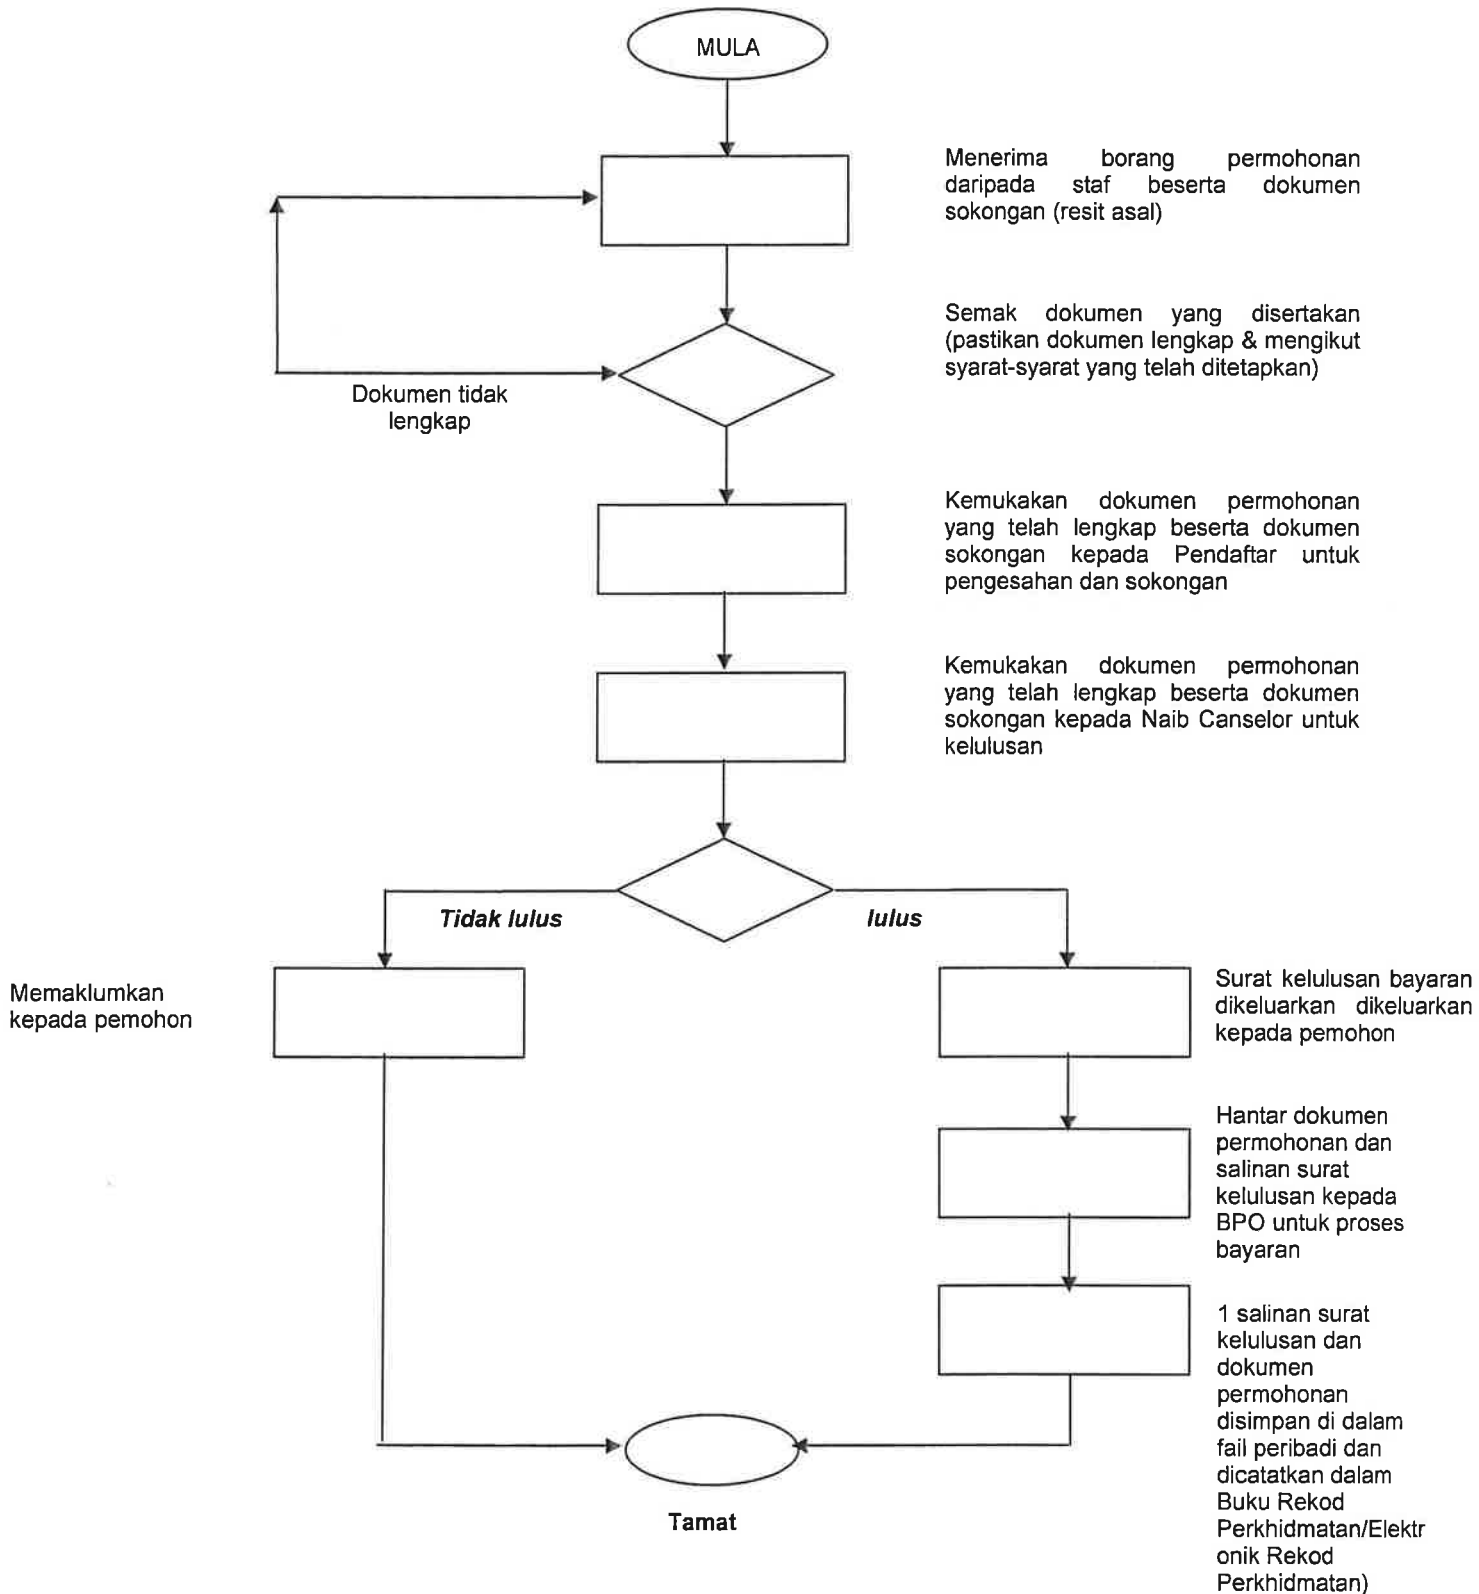 MULA
Menerima borang permohonan
daripada staf beserta dokumen
sokongan (resit asal)
Semak dokumen yang disertakan
(pastikan dokumen lengkap & mengikut
syarat-syarat yang telah ditetapkan)
Dokumen tidak
lengkap
Kemukakan dokumen permohonan
yang telah lengkap beserta dokumen
sokongan kepada Pendaftar untuk
pengesahan dan sokongan
Kemukakan dokumen permohonan
yang telah lengkap beserta dokumen
sokongan kepada Naib Canselor untuk
kelulusan
Tidak lulus
lulus
Memaklumkan
kepada pemohon
Surat kelulusan bayaran
dikeluarkan dikeluarkan
kepada pemohon
Hantar dokumen
permohonan dan
salinan surat
kelulusan kepada
BPO untuk proses
bayaran
1 salinan surat
kelulusan dan
dokumen
permohonan
disimpan di dalam
fail peribadi dan
dicatatkan dalam
Buku Rekod
Perkhidmatan/Elektr
onik Rekod
Perkhidmatan)
Tamat